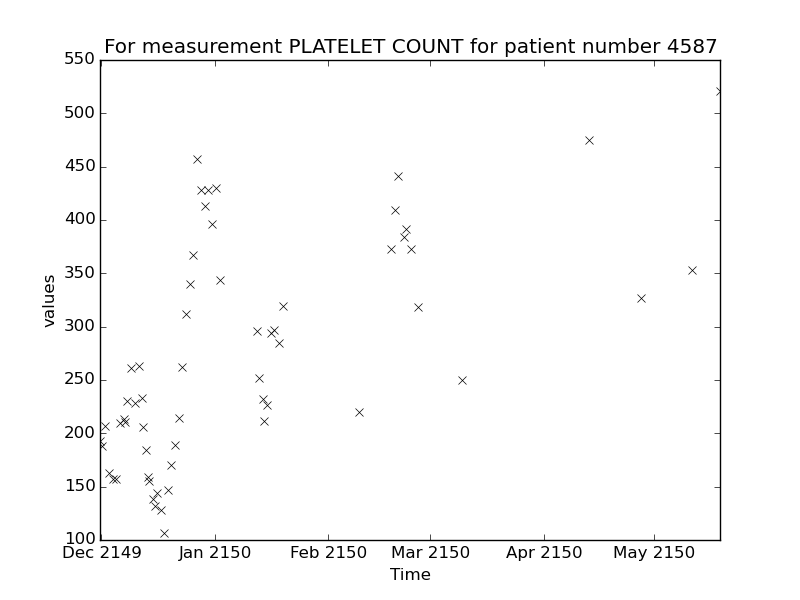 For measurement PLATELET COUNT for patient number 4587
550
500
450
400
350
300
250
200
150
100
values
Dec 2149 Jan 2150 Feb 2150 Mar 2150 Apr 2150 May 2150
Time